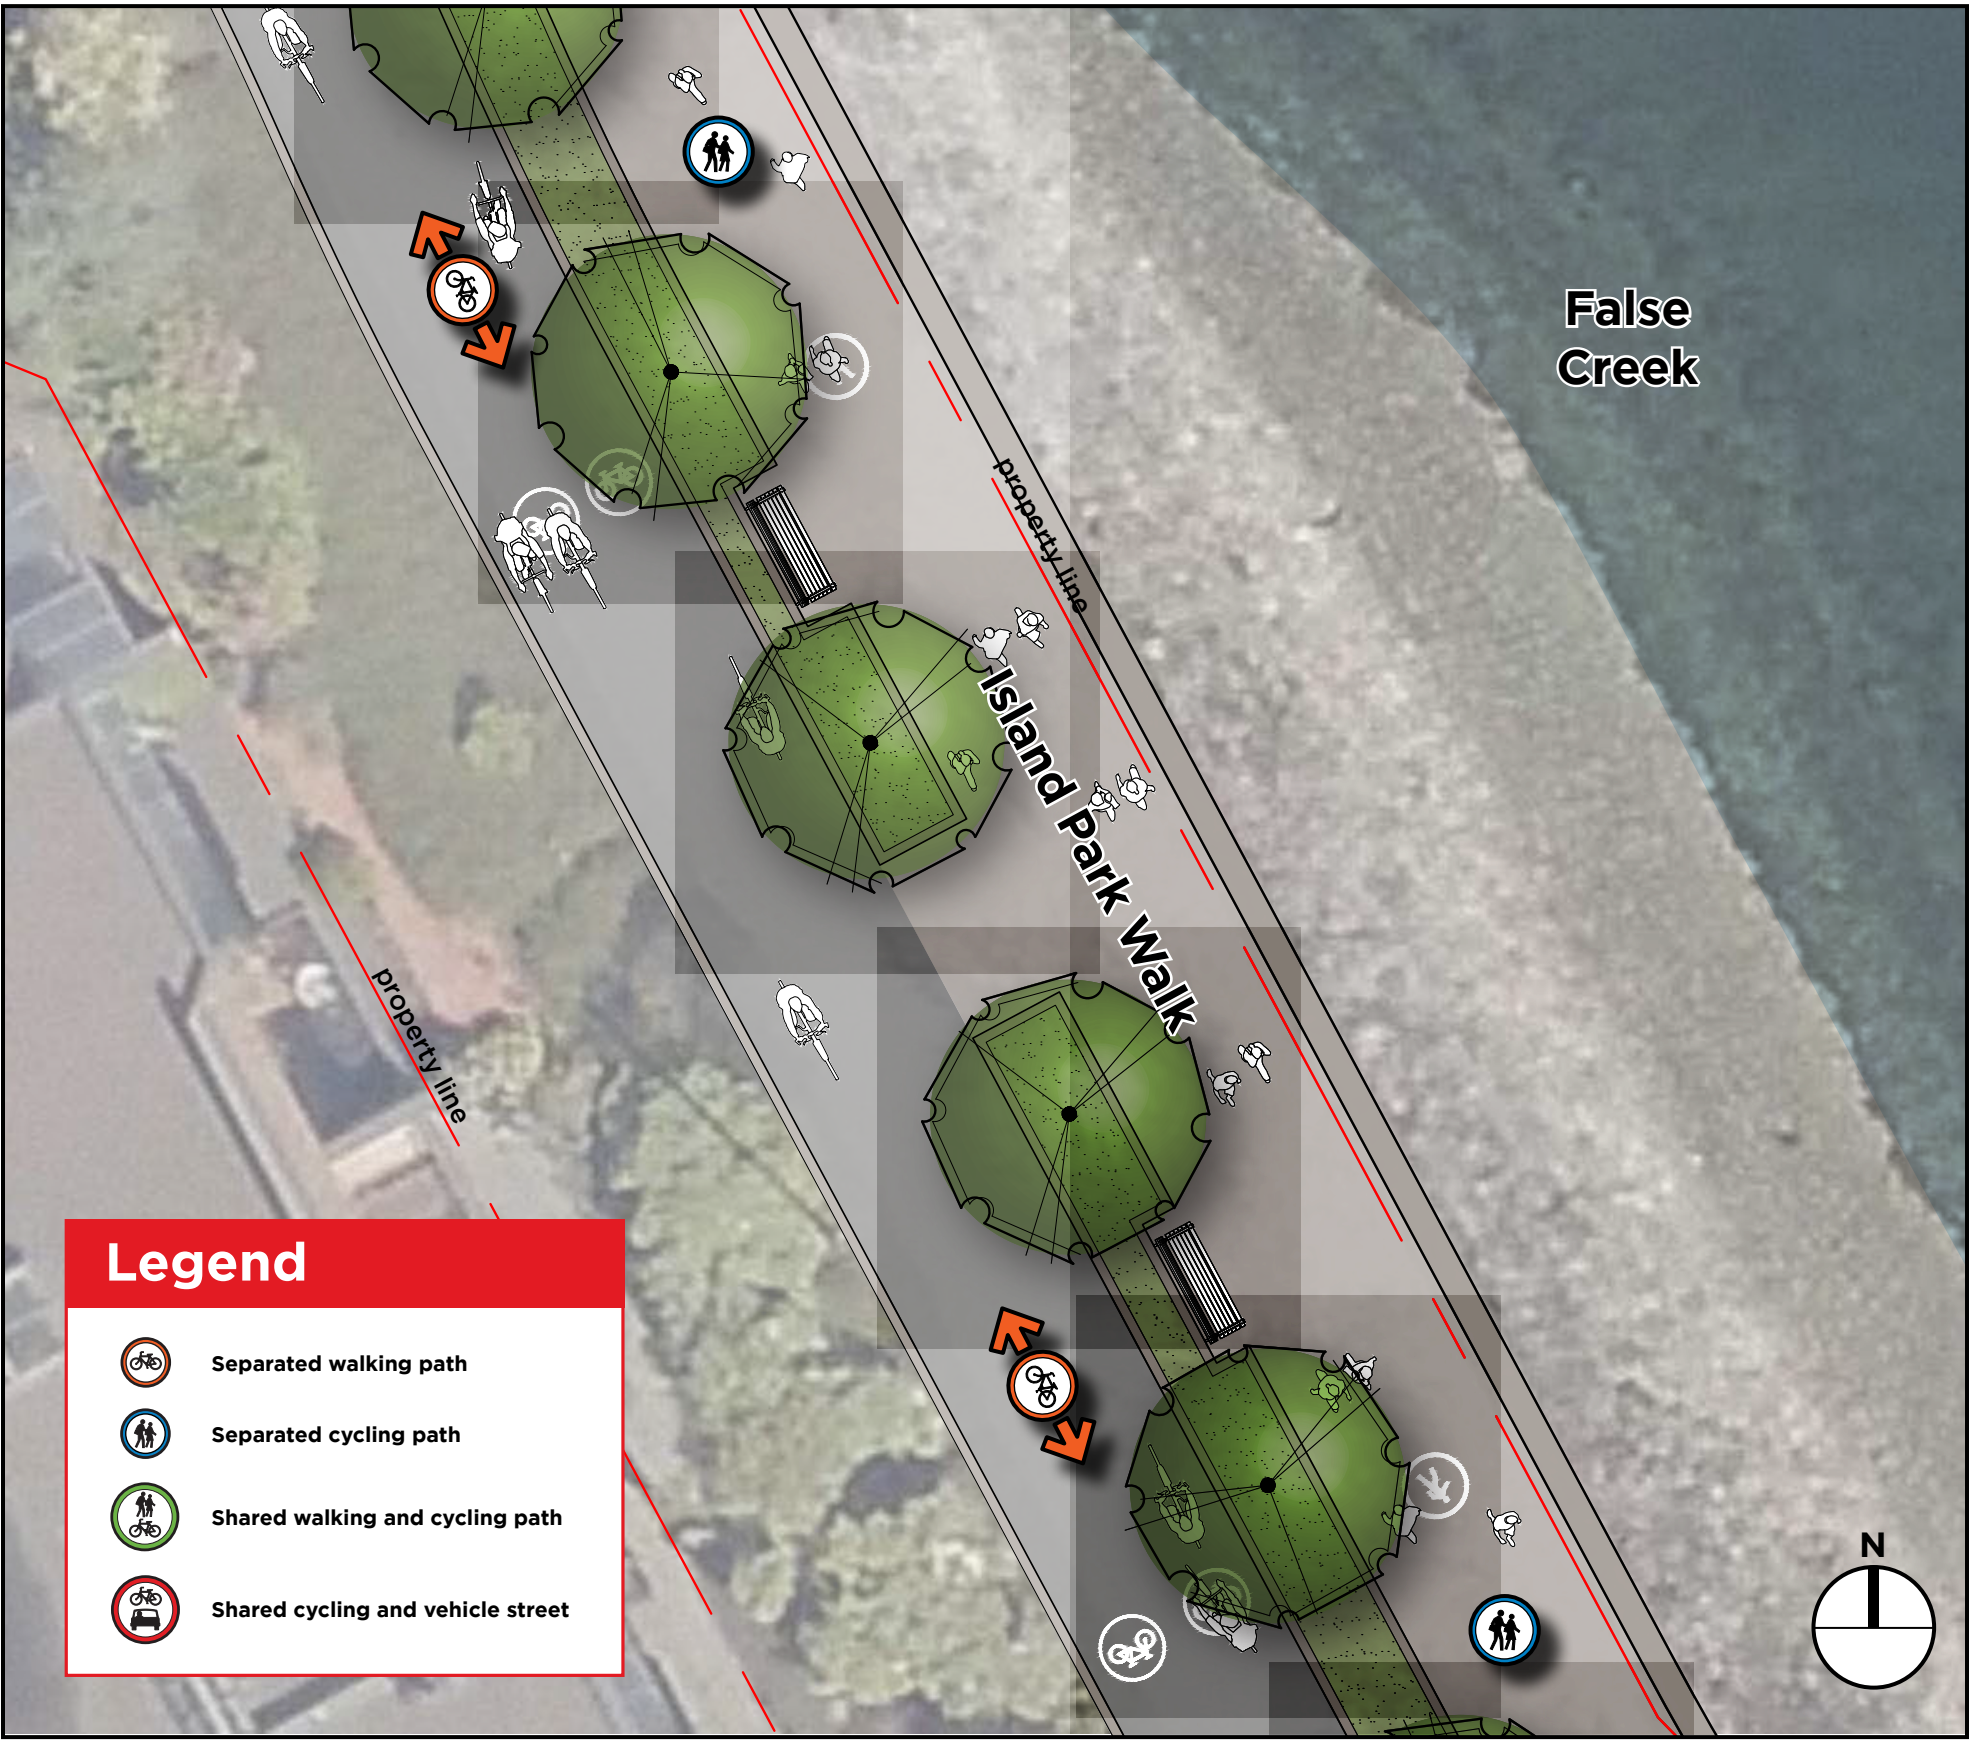 False
Creek
property line
Island Park Walk
property line
Legend
Separated walking path
Separated cycling path
Shared walking and cycling path
Shared cycling and vehicle street
N